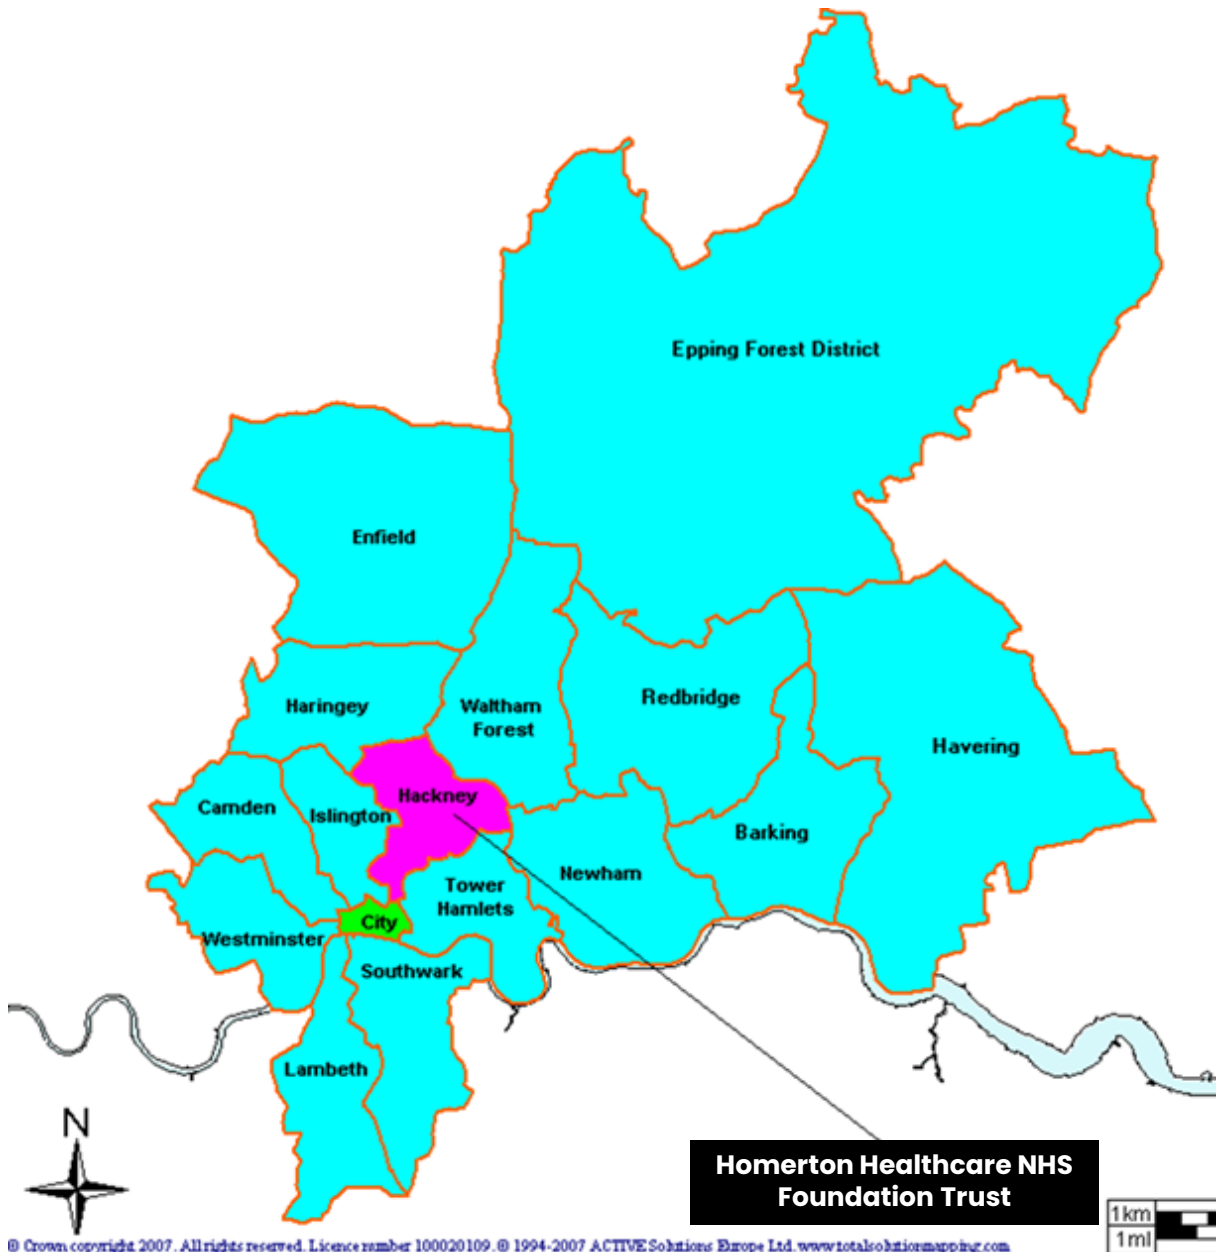 Epping Forest District
Enfield
Haringey
Waltham
Forest
Redbridge
Havering
Hackney
Camden
Islington
Barking
Newham
Tower
Hamlets
City
Westminster
Southwark
Lambeth
N
Homerton Healthcare NHS
Foundation Trust
1km
1ml
© Crown copyright 2007. All rights reserved. Licence number 100020109. © 1994-2007 ACTIVE Solutions Europe Ltd. www.totalsolutionmapping.com